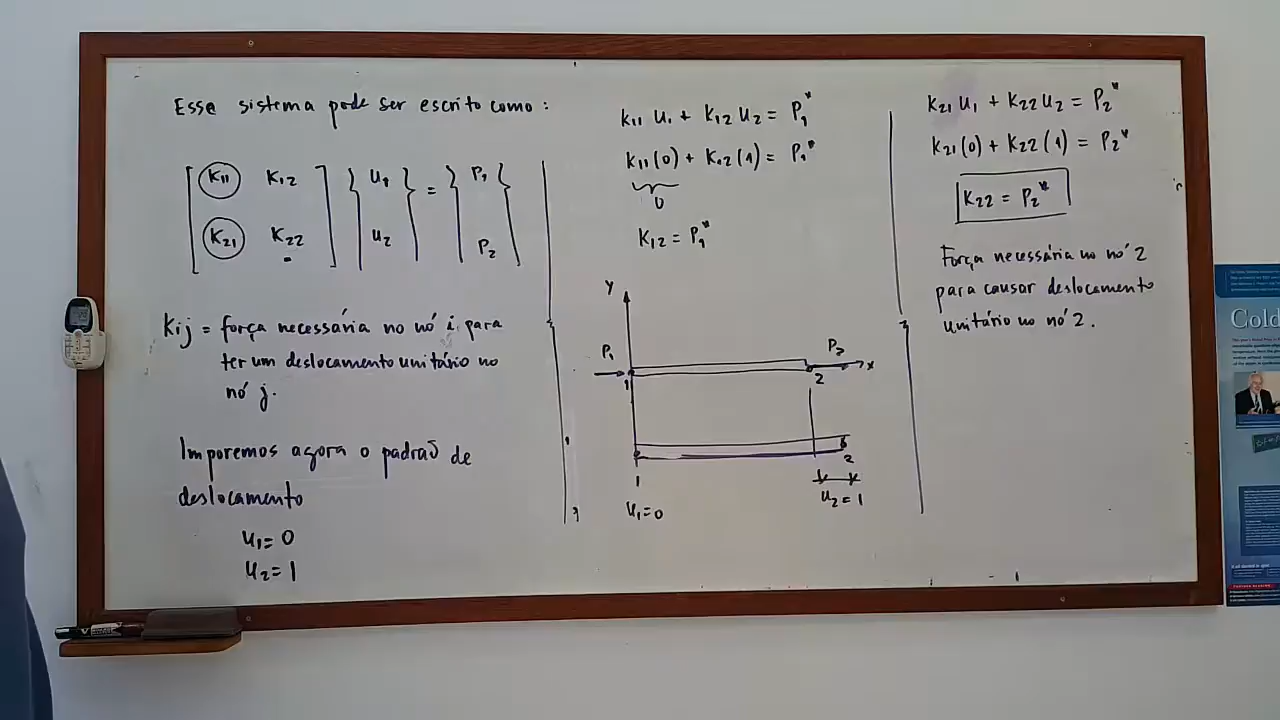 Esse sistema pode ser escrito como:
[K11 K12] {u1} = {P1}
[K21 K22] {u2} {P2}
Kij = força necessária no nó i para
ter um deslocamento unitário no
nó j.
Imporemos agora o padrão de
deslocamento
u1=0
u2=1
K11 u1 + K12 u2 = P1*
K11(0) + K12(1) = P1*
0
K12 = P1*
Y
P1
1
P2
2
x
1
2
u1=0
u2=1
K21 u1 + K22 u2 = P2*
K21(0) + K22(1) = P2*
K22 = P2*
Força necessária no nó 2
para causar deslocamento
unitário no nó 2.
Cold